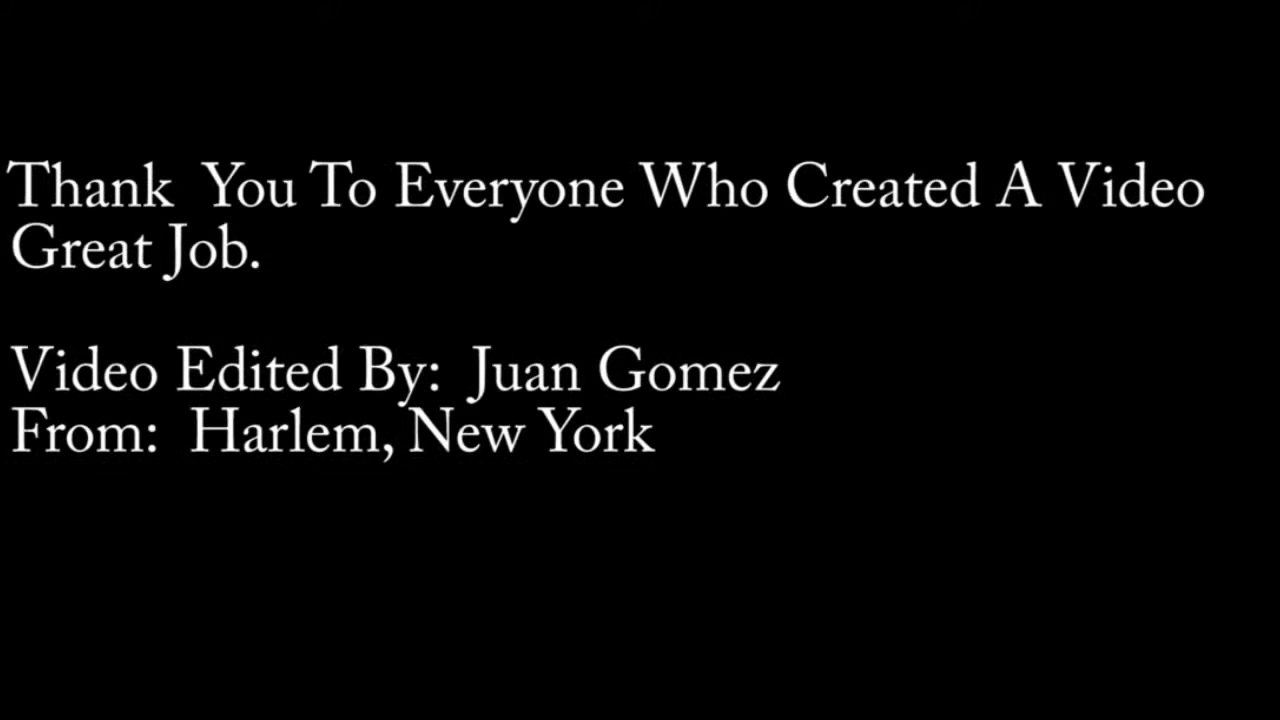 Thank  You To Everyone Who Created A Video
Great Job.
Video Edited By:  Juan Gomez
From:  Harlem, New York